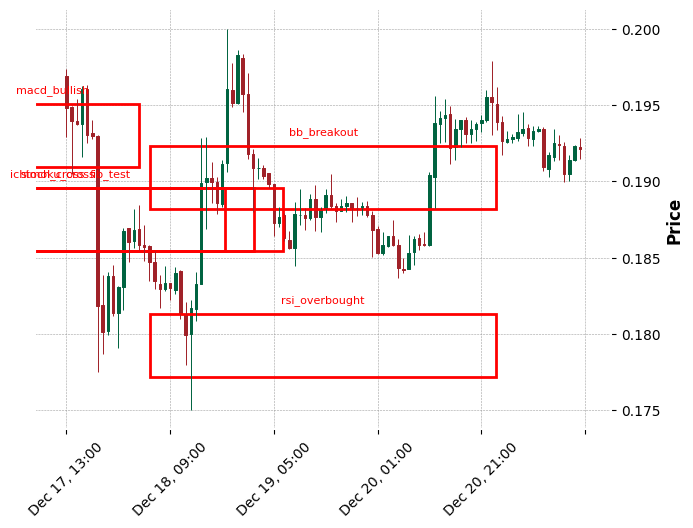 0.200
macd_bullish
0.195
bb_breakout
fib_test
0.190
Price
0.185
rsi_overbought
0.180
0.175
Dec 17, 13:00
Dec 18, 09:00
Dec 19, 05:00
Dec 20, 01:00
Dec 20, 21:00